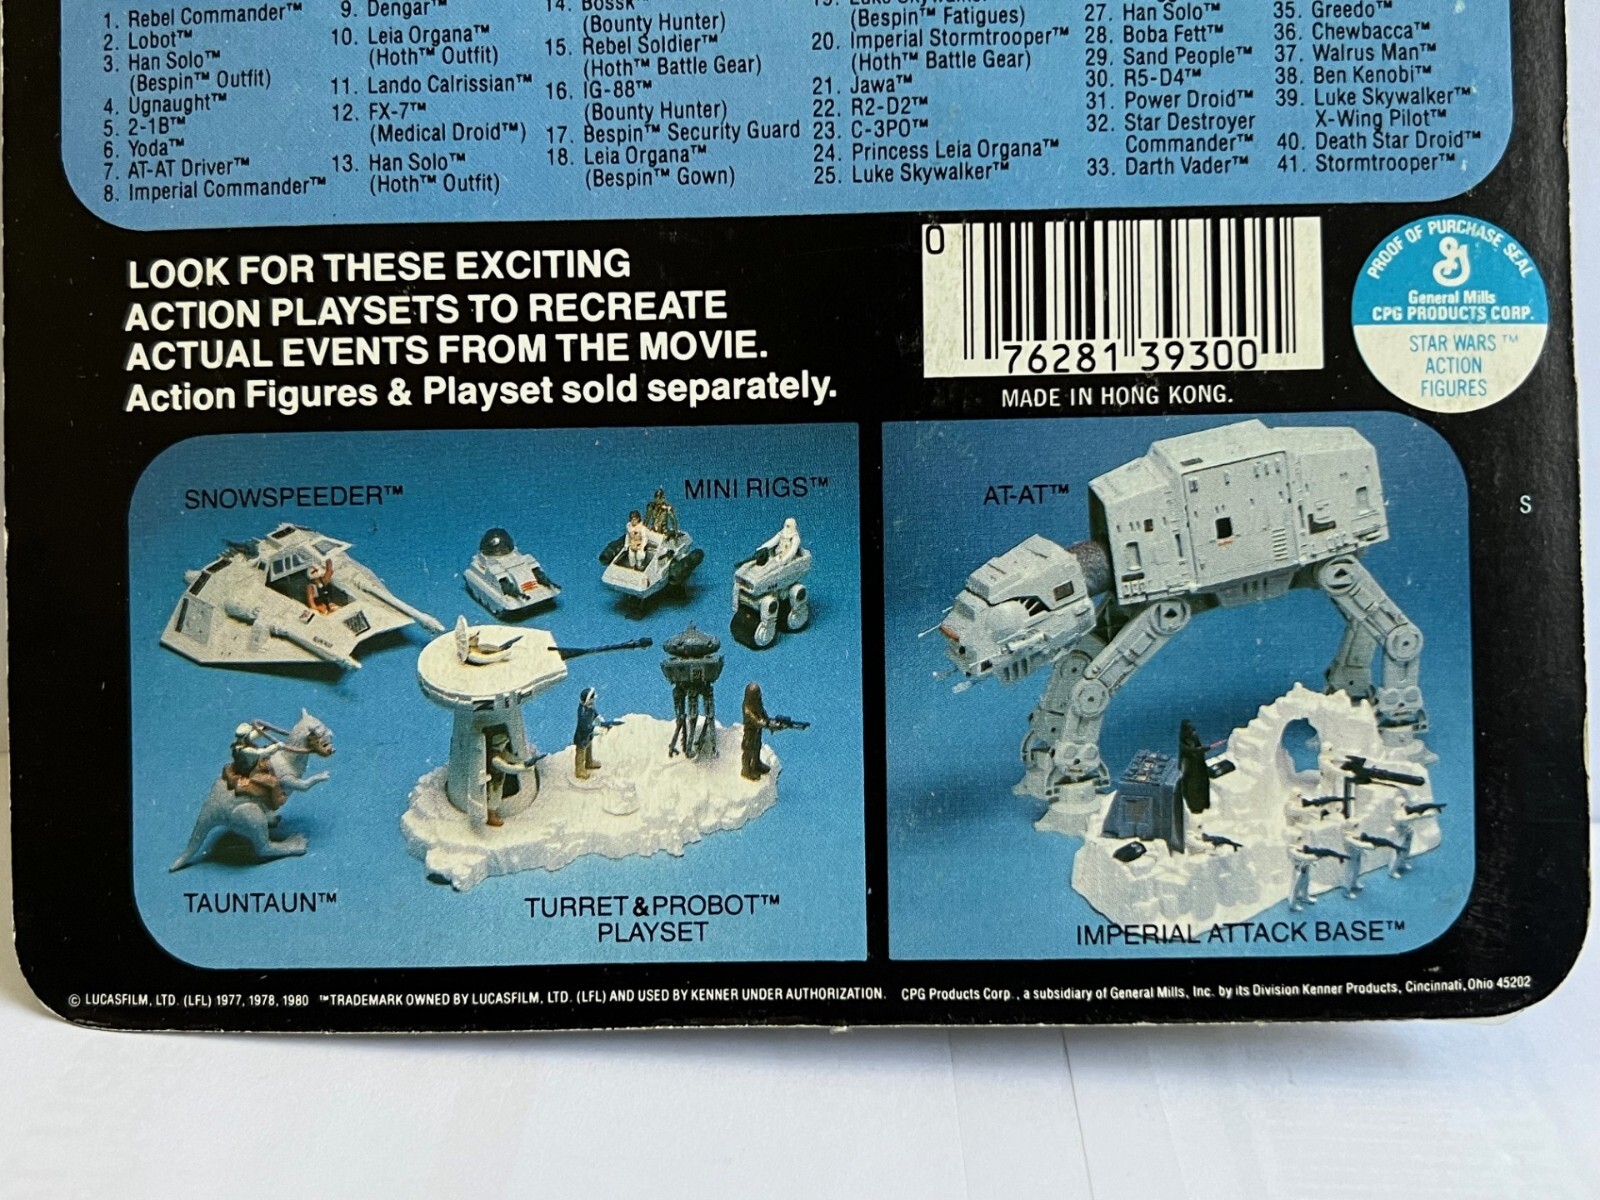 1. Rebel Commander™
2. Lobot™
3. Han Solo™
(Bespin™ Outfit)
4. Ugnaught™
5. 2-1B™
6. Yoda™
7. AT-AT Driver™
8. Imperial Commander™
9. Dengar™
10. Leia Organa™
(Hoth™ Outfit)
11. Lando Calrissian™
12. FX-7™
(Medical Droid™)
13. Han Solo™
(Hoth™ Outfit)
14. Bossk™
(Bounty Hunter)
15. Rebel Soldier™
(Hoth™ Battle Gear)
16. IG-88™
(Bounty Hunter)
17. Bespin™ Security Guard
18. Leia Organa™
(Bespin™ Gown)
19. Luke Skywalker™
(Bespin™ Fatigues)
20. Imperial Stormtrooper™
(Hoth™ Battle Gear)
21. Jawa™
22. R2-D2™
23. C-3PO™
24. Princess Leia Organa™
25. Luke Skywalker™
27. Han Solo™
28. Boba Fett™
29. Sand People™
30. R5-D4™
31. Power Droid™
32. Star Destroyer
Commander™
33. Darth Vader™
35. Greedo™
36. Chewbacca™
37. Walrus Man™
38. Ben Kenobi™
39. Luke Skywalker™
X-Wing Pilot™
40. Death Star Droid™
41. Stormtrooper™
LOOK FOR THESE EXCITING
ACTION PLAYSETS TO RECREATE
ACTUAL EVENTS FROM THE MOVIE.
Action Figures & Playset sold separately.
0 76281 39300
MADE IN HONG KONG.
PROOF OF PURCHASE SEAL
General Mills
CPG PRODUCTS CORP.
STAR WARS™
ACTION
FIGURES
S
SNOWSPEEDER™
MINI RIGS™
AT-AT™
TAUNTAUN™
TURRET & PROBOT™
PLAYSET
IMPERIAL ATTACK BASE™
© LUCASFILM, LTD. (LFL) 1977, 1978, 1980 ™TRADEMARK OWNED BY LUCASFILM, LTD. (LFL) AND USED BY KENNER UNDER AUTHORIZATION. CPG Products Corp., a subsidiary of General Mills, Inc. by its Division Kenner Products, Cincinnati, Ohio 45202